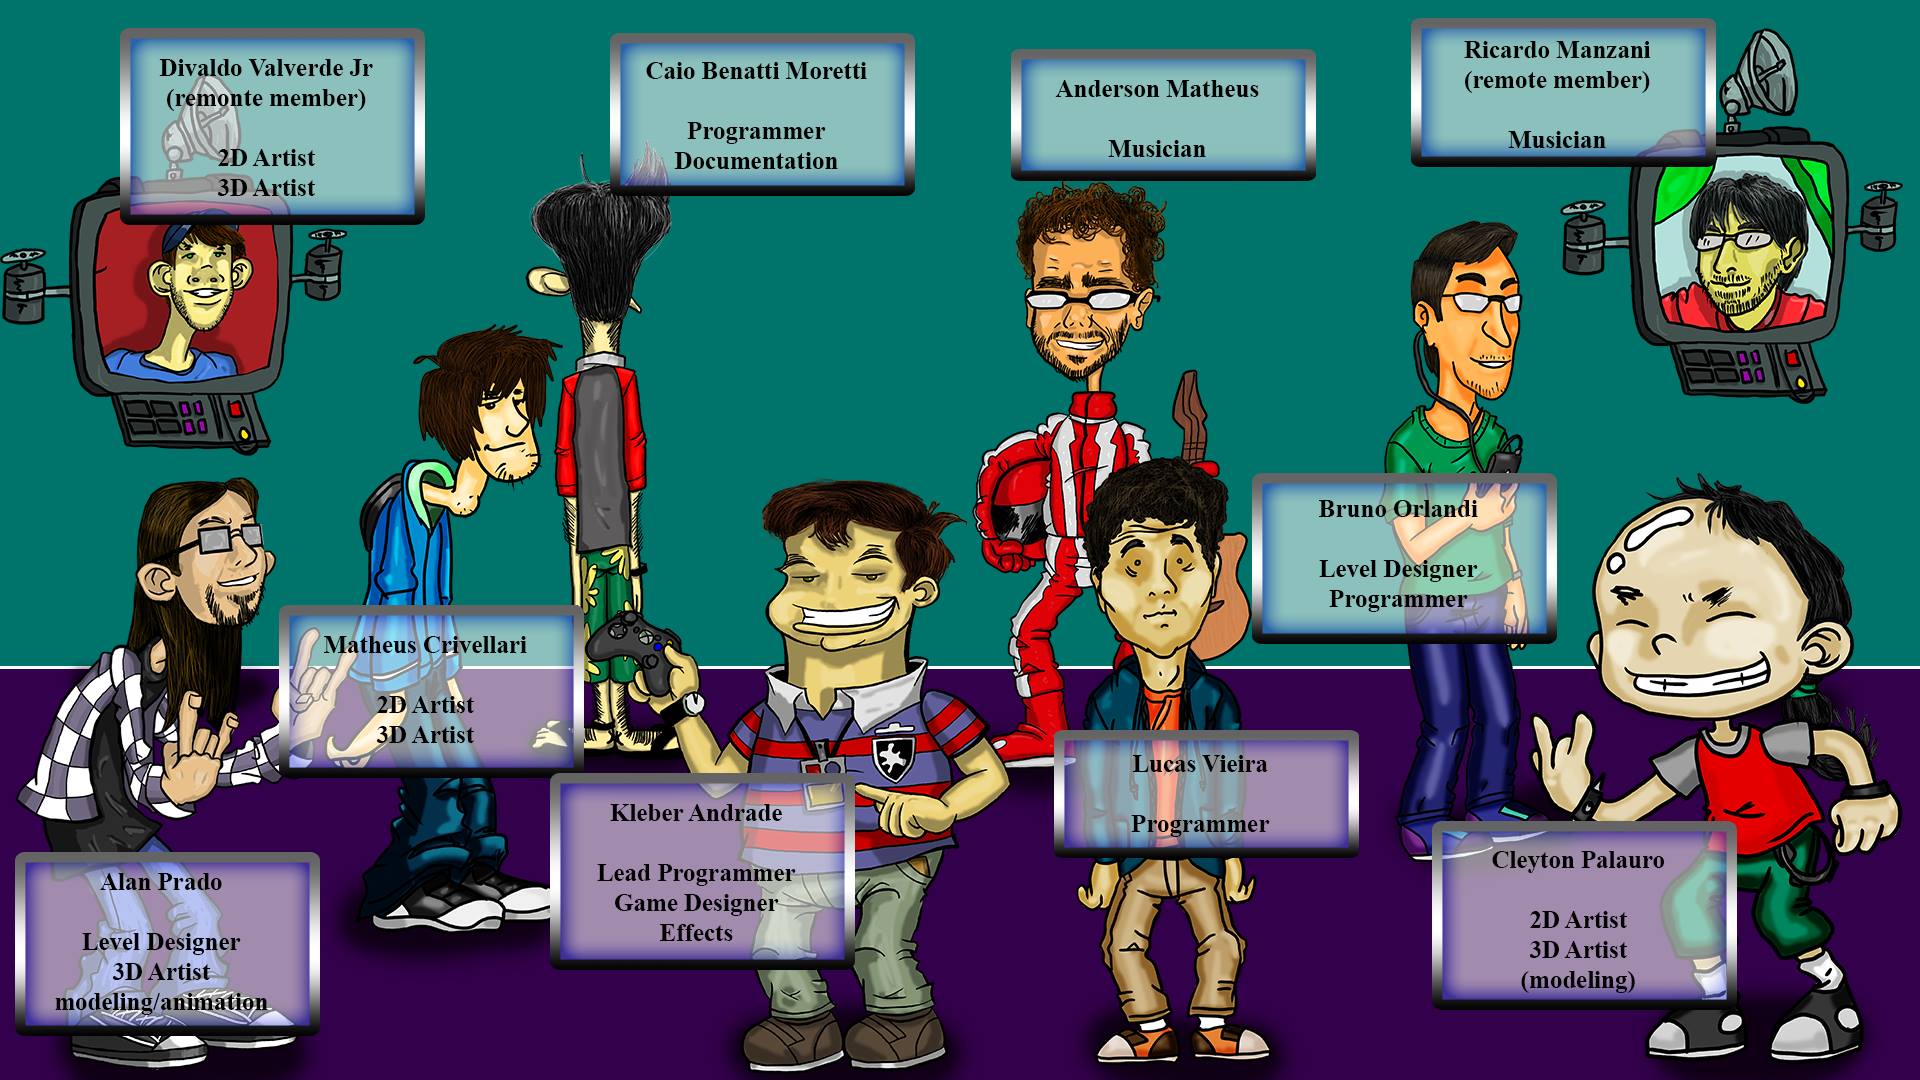 Divaldo Valverde Jr
(remonte member)
2D Artist
3D Artist
Caio Benatti Moretti
Programmer
Documentation
Anderson Matheus
Musician
Ricardo Manzani
(remote member)
Musician
Bruno Orlandi
Level Designer
Programmer
Matheus Crivellari
2D Artist
3D Artist
Lucas Vieira
Programmer
Kleber Andrade
Lead Programmer
Game Designer
Effects
Alan Prado
Level Designer
3D Artist
modeling/animation
Cleyton Palauro
2D Artist
3D Artist
(modeling)